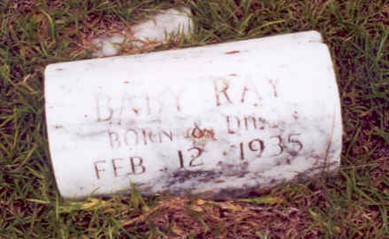 BABY RAY
BORN & DIED
FEB. 12. 1935